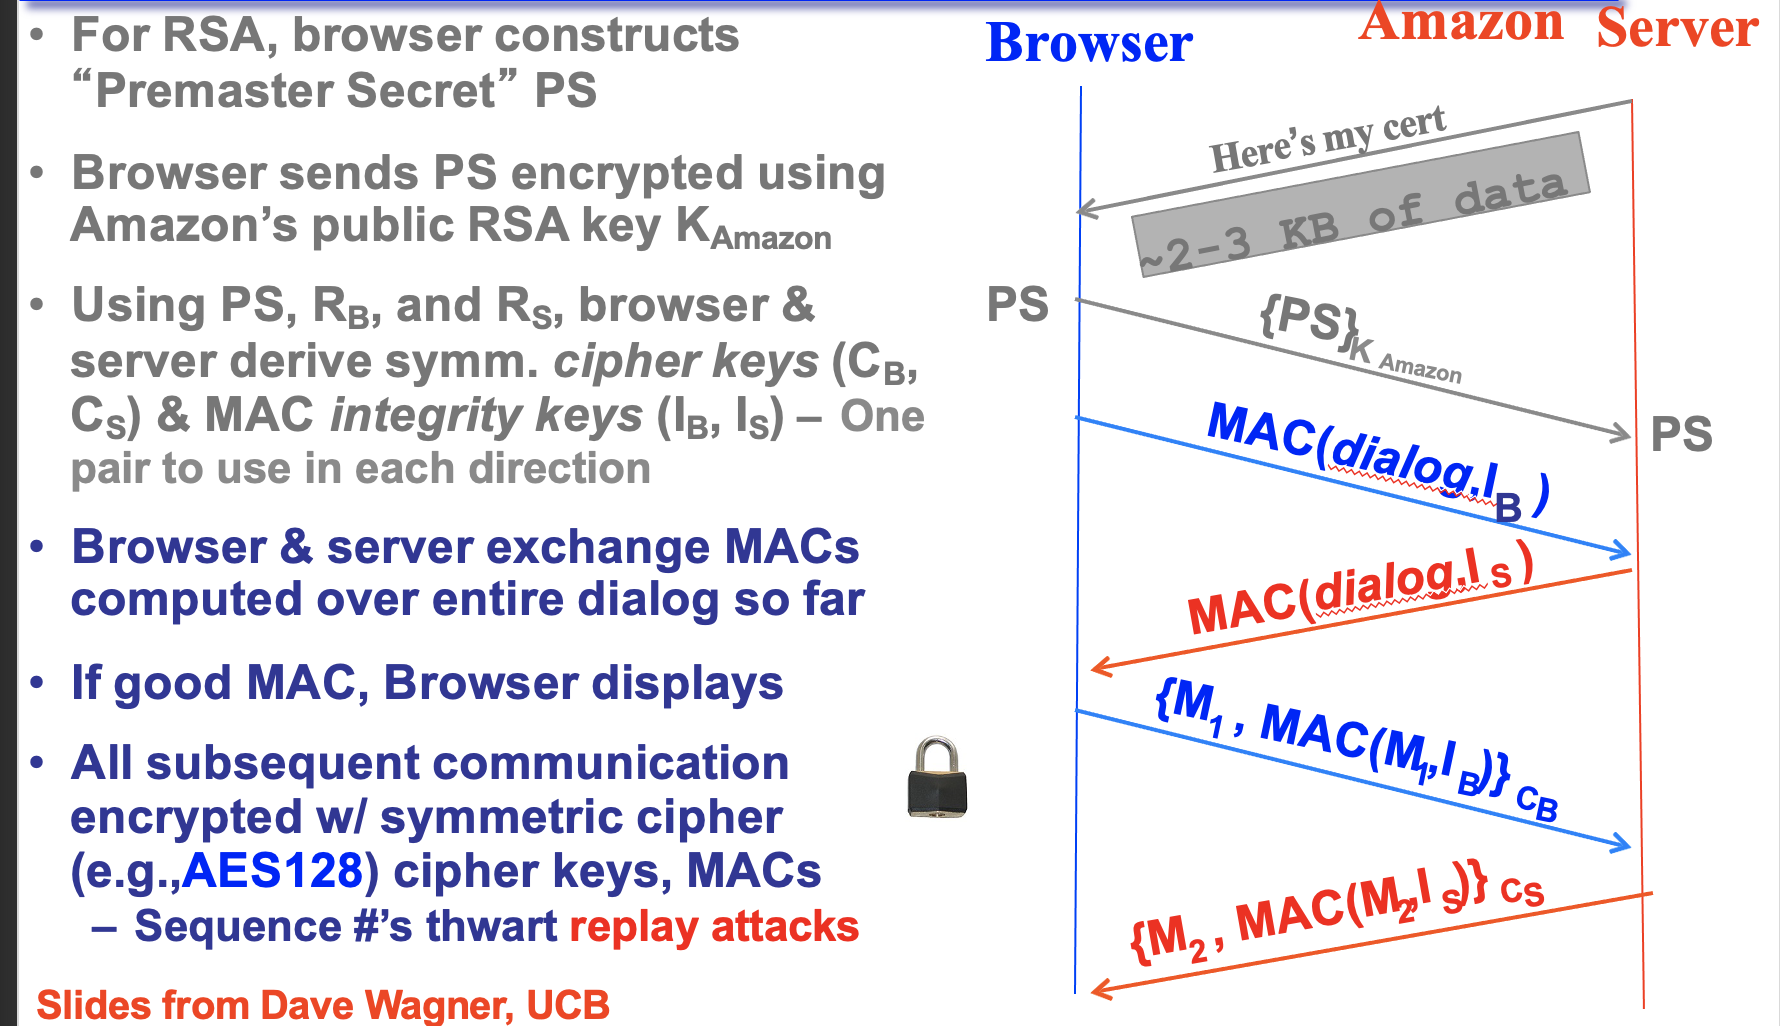 • For RSA, browser constructs
“Premaster Secret” PS
• Browser sends PS encrypted using
Amazon’s public RSA key K_Amazon
• Using PS, R_B, and R_S, browser &
server derive symm. cipher keys (C_B,
C_S) & MAC integrity keys (I_B, I_S) – One
pair to use in each direction
• Browser & server exchange MACs
computed over entire dialog so far
• If good MAC, Browser displays
• All subsequent communication
encrypted w/ symmetric cipher
(e.g.,AES128) cipher keys, MACs
– Sequence #’s thwart replay attacks
Slides from Dave Wagner, UCB
Browser
Amazon Server
Here’s my cert
~2-3 KB of data
PS
{PS}_K Amazon
PS
MAC(dialog,I_B)
MAC(dialog,I_S)
{M_1, MAC(M_1,I_B)}_CB
{M_2, MAC(M_2,I_S)}_CS